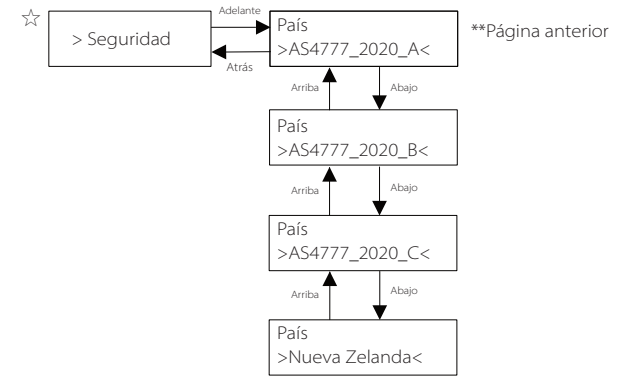 ☆
> Seguridad
Adelante
Atrás
País
>AS4777_2020_A<
**Página anterior
Arriba
Abajo
País
>AS4777_2020_B<
Arriba
Abajo
País
>AS4777_2020_C<
Arriba
Abajo
País
>Nueva Zelanda<